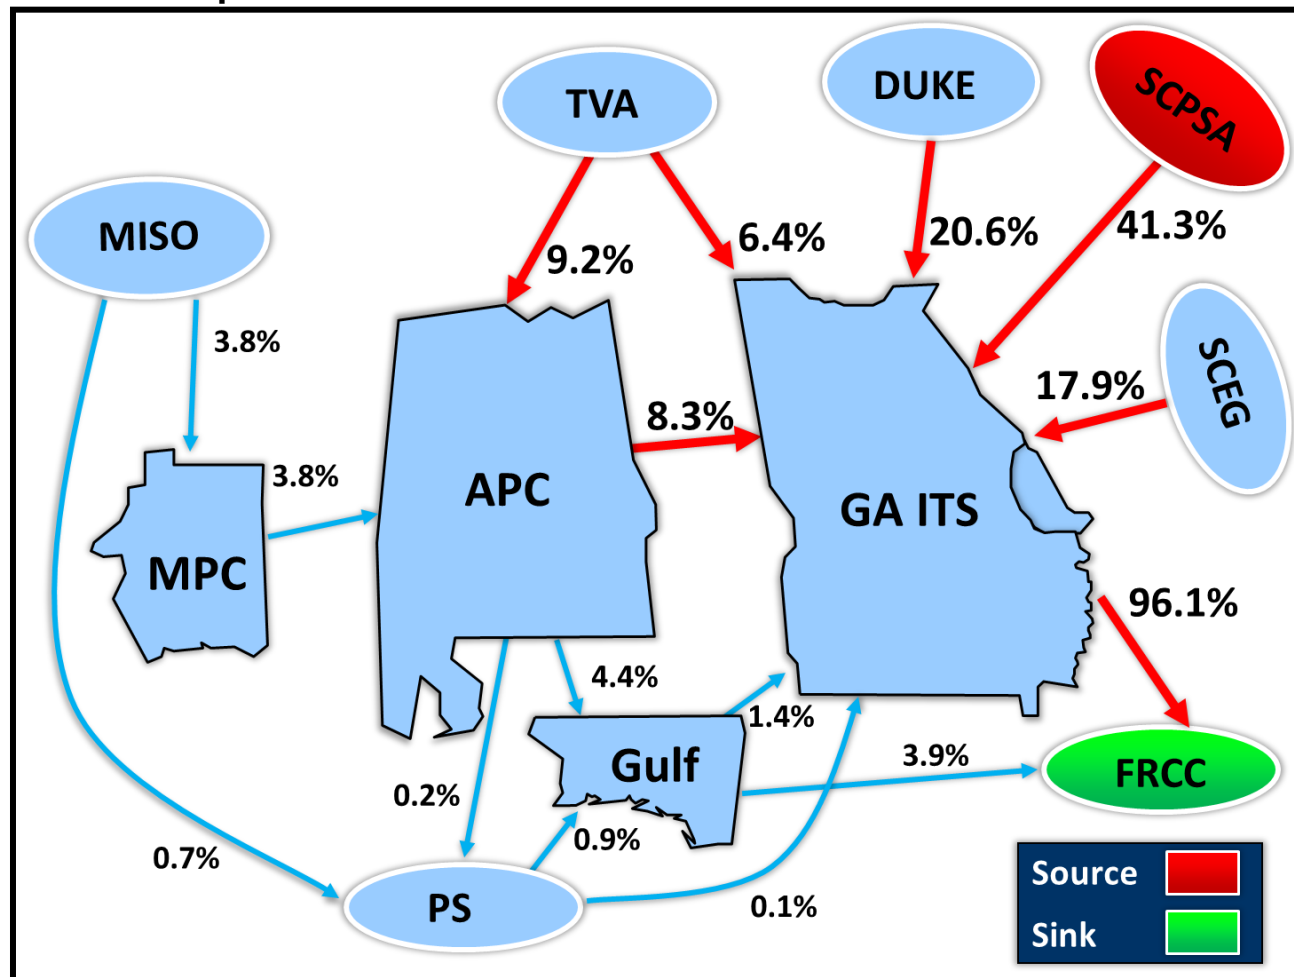 TVA
DUKE
SCPSA
MISO
9.2%
6.4%
20.6%
41.3%
3.8%
SCEG
17.9%
8.3%
3.8%
APC
GA ITS
MPC
96.1%
4.4%
1.4%
Gulf
3.9%
FRCC
0.2%
0.9%
0.7%
PS
0.1%
Source
Sink